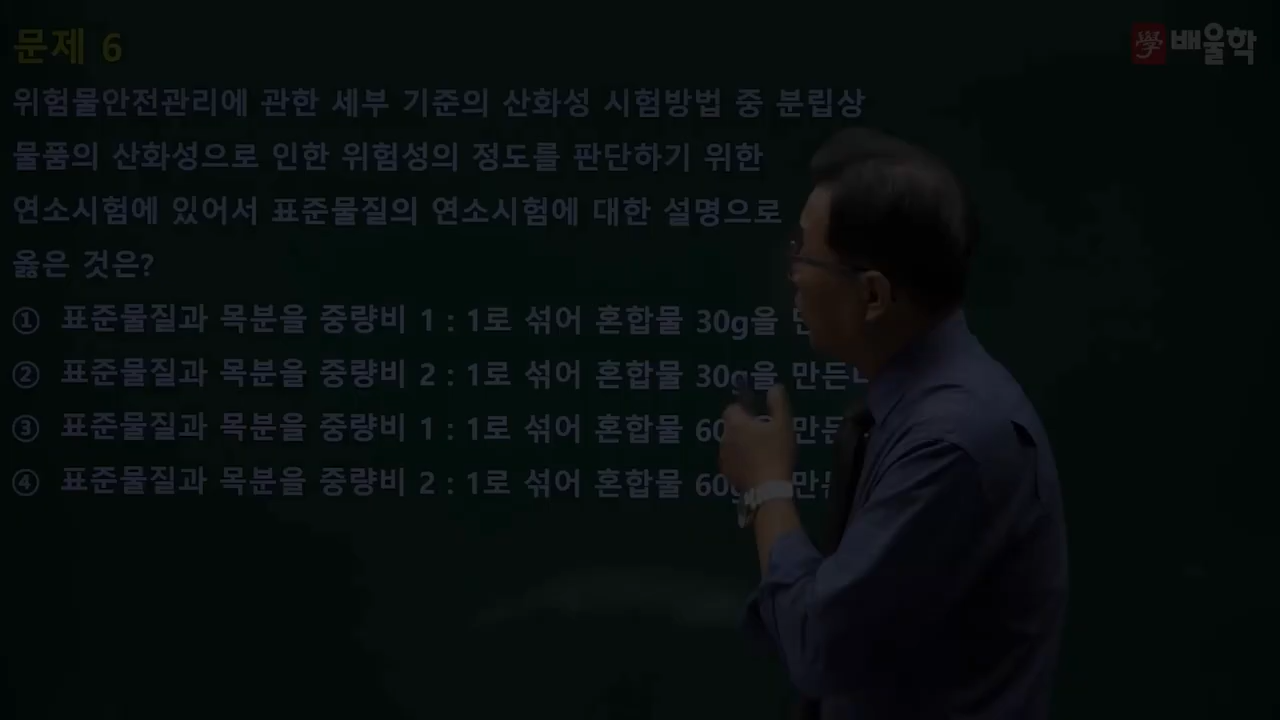 문제 6
學 배울학
위험물안전관리에 관한 세부 기준의 산화성 시험방법 중 분립상
물품의 산화성으로 인한 위험성의 정도를 판단하기 위한
연소시험에 있어서 표준물질의 연소시험에 대한 설명으로
옳은 것은?
① 표준물질과 목분을 중량비 1 : 1로 섞어 혼합물 30g을
② 표준물질과 목분을 중량비 2 : 1로 섞어 혼합물 30g을 만든
③ 표준물질과 목분을 중량비 1 : 1로 섞어 혼합물 60 만든
④ 표준물질과 목분을 중량비 2 : 1로 섞어 혼합물 60g